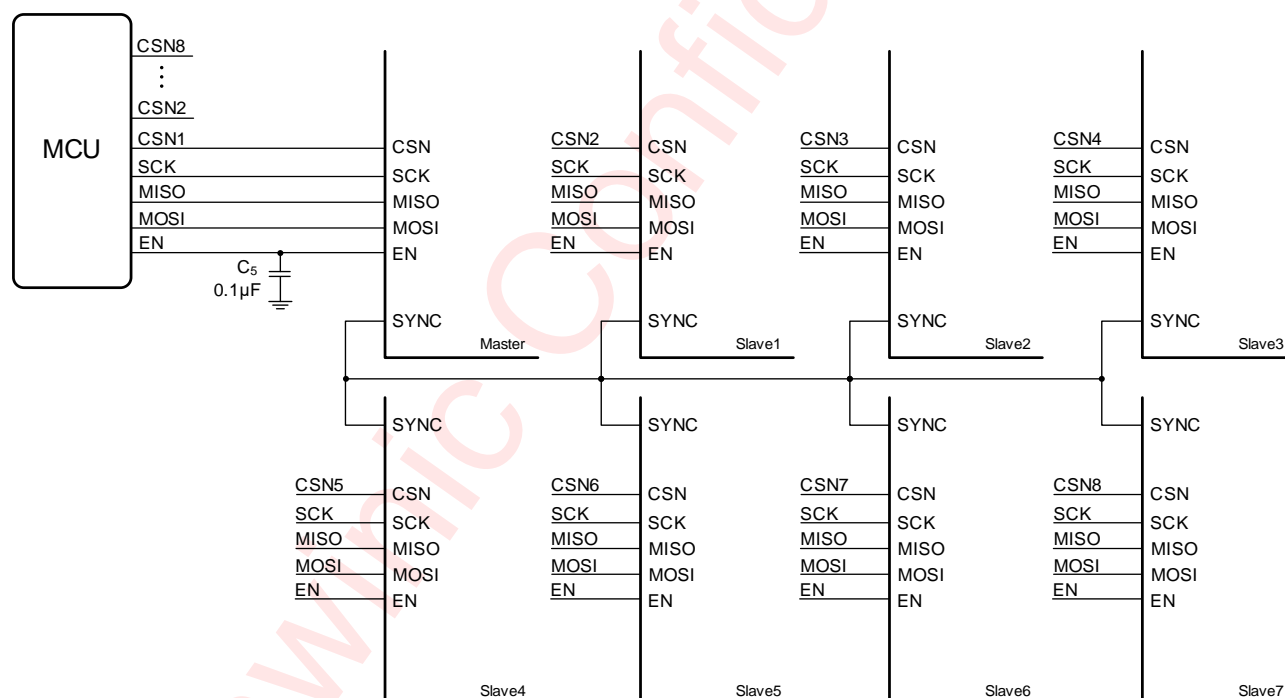 CSN8
CSN2
MCU
CSN1
CSN
SCK
SCK
MISO
MISO
MOSI
MOSI
EN
EN
C5
0.1µF
SYNC
Master
CSN2
CSN
SCK
SCK
MISO
MISO
MOSI
MOSI
EN
EN
SYNC
Slave1
CSN3
CSN
SCK
SCK
MISO
MISO
MOSI
MOSI
EN
EN
SYNC
Slave2
CSN4
CSN
SCK
SCK
MISO
MISO
MOSI
MOSI
EN
EN
SYNC
Slave3
SYNC
CSN5
CSN
SCK
SCK
MISO
MISO
MOSI
MOSI
EN
EN
Slave4
SYNC
CSN6
CSN
SCK
SCK
MISO
MISO
MOSI
MOSI
EN
EN
Slave5
SYNC
CSN7
CSN
SCK
SCK
MISO
MISO
MOSI
MOSI
EN
EN
Slave6
SYNC
CSN8
CSN
SCK
SCK
MISO
MISO
MOSI
MOSI
EN
EN
Slave7